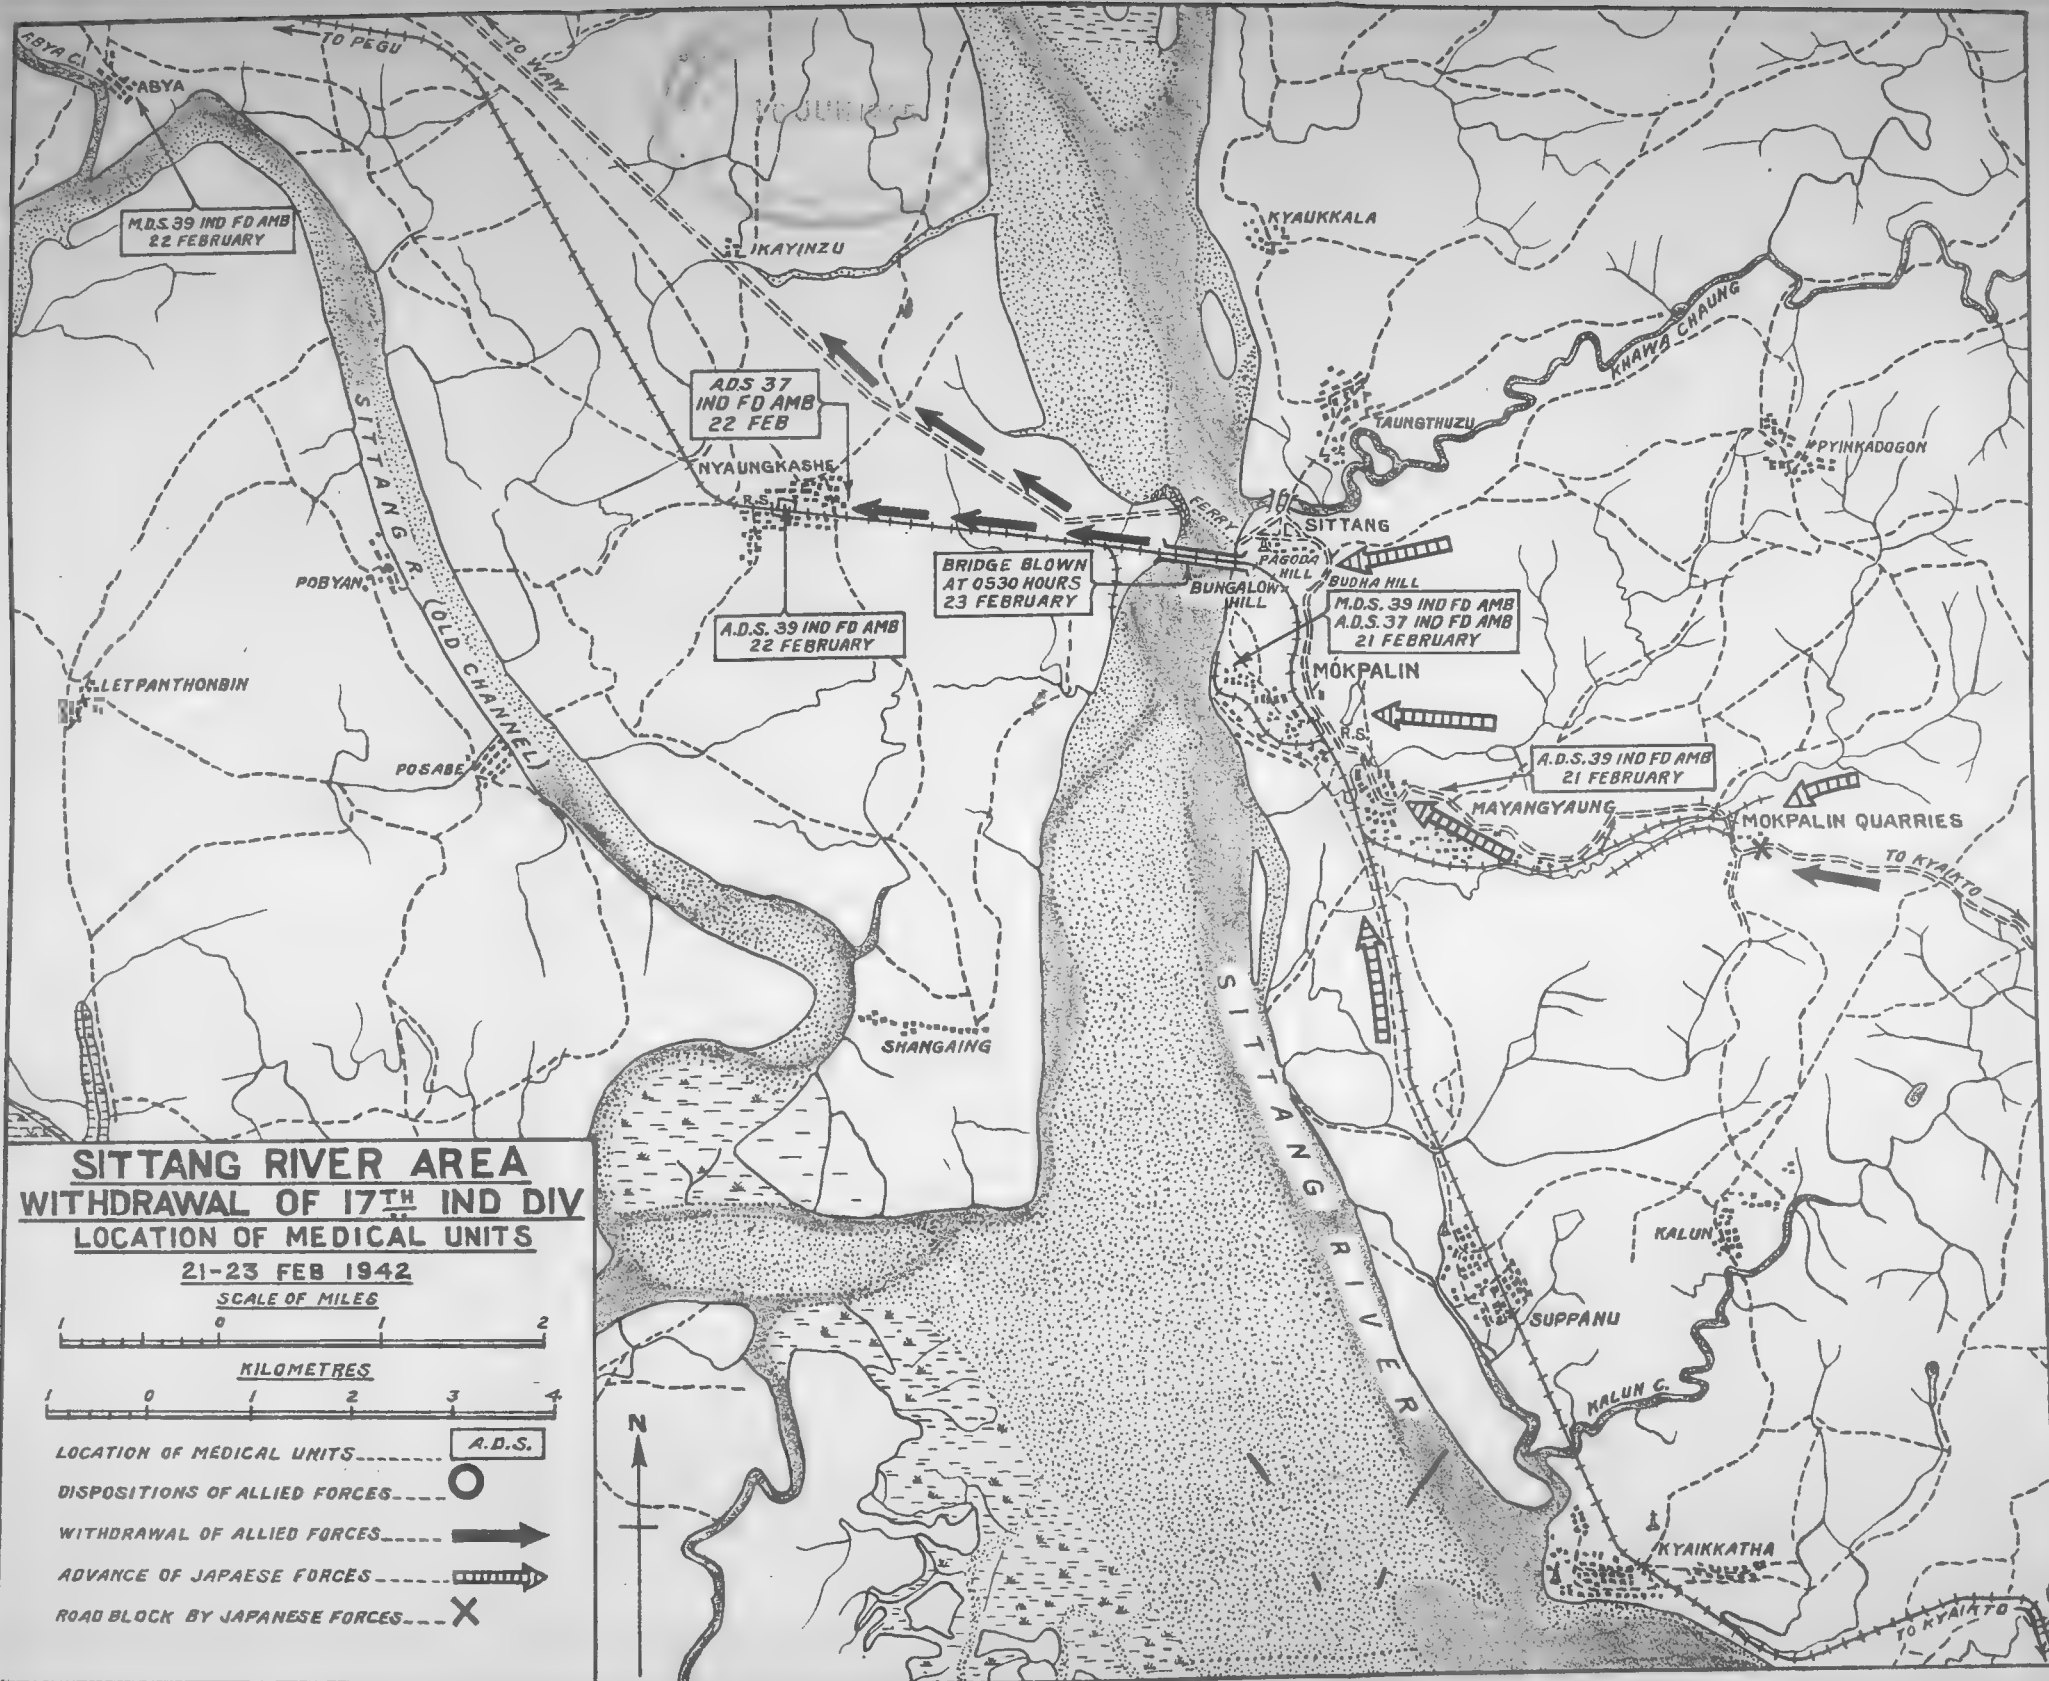 ABYA C.
ABYA
TO PEGU
TO WAW
M.D.S. 39 IND FD AMB
22 FEBRUARY
IKAYINZU
KYAUKKALA
KHAWA CHAUNG
A.D.S 37
IND FD AMB
22 FEB
NYAUNGKASHE
R.S.
TAUNGTHUZU
PYINKADOGON
FERRY
SITTANG
PAGODA
HILL
BUDHA HILL
BUNGALOW
HILL
BRIDGE BLOWN
AT 0530 HOURS
23 FEBRUARY
M.D.S. 39 IND FD AMB
A.D.S. 37 IND FD AMB
21 FEBRUARY
A.D.S. 39 IND FD AMB
22 FEBRUARY
SITTANG R. (OLD CHANNEL)
POBYAN
LETPANTHONBIN
POSABE
MOKPALIN
R.S.
A.D.S. 39 IND FD AMB
21 FEBRUARY
MAYANGYAUNG
MOKPALIN QUARRIES
TO KYAIKTO
SHANGAING
SITTANG RIVER
KALUN
SUPPANU
KALUN C.
KYAIKKATHA
TO KYAIKTO
SITTANG RIVER AREA
WITHDRAWAL OF 17TH IND DIV
LOCATION OF MEDICAL UNITS
21-23 FEB 1942
SCALE OF MILES
1 0 1 2
KILOMETRES
1 0 1 2 3 4
LOCATION OF MEDICAL UNITS A.D.S.
DISPOSITIONS OF ALLIED FORCES
WITHDRAWAL OF ALLIED FORCES
ADVANCE OF JAPAESE FORCES
ROAD BLOCK BY JAPANESE FORCES
N